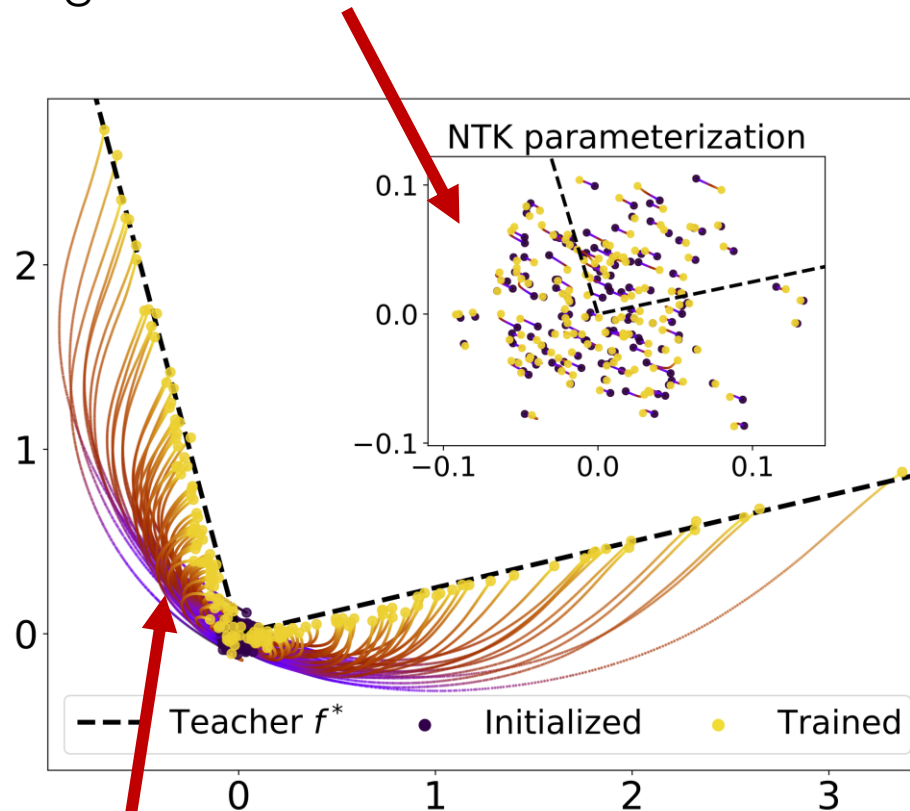 NTK parameterization
0.1
0.0
−0.1
−0.1 0.0 0.1
2
1
0
Teacher f* Initialized Trained
0 1 2 3